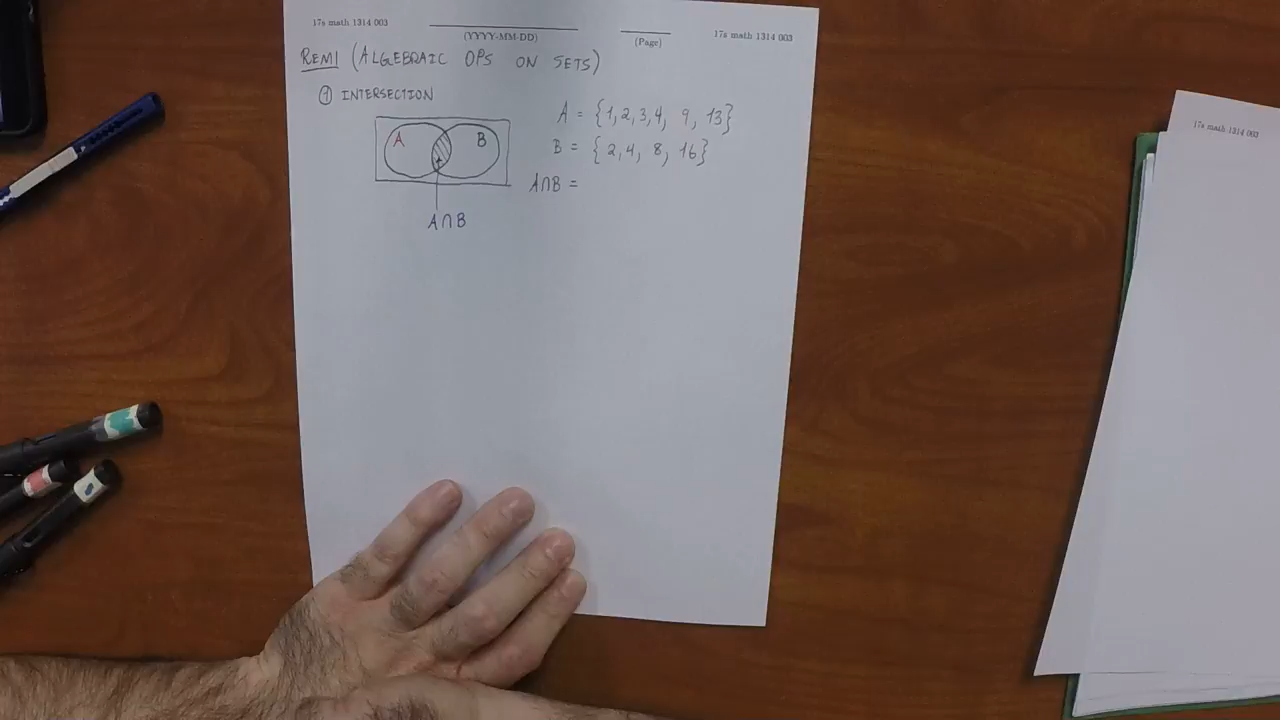 17s math 1314 003
(YYYY-MM-DD)
(Page)
17s math 1314 003
REM1 (ALGEBRAIC OPS ON SETS)
① INTERSECTION
A B
A∩B
A = {1,2,3,4, 9, 13}
B = {2,4, 8, 16}
A∩B =
17s math 1314 003